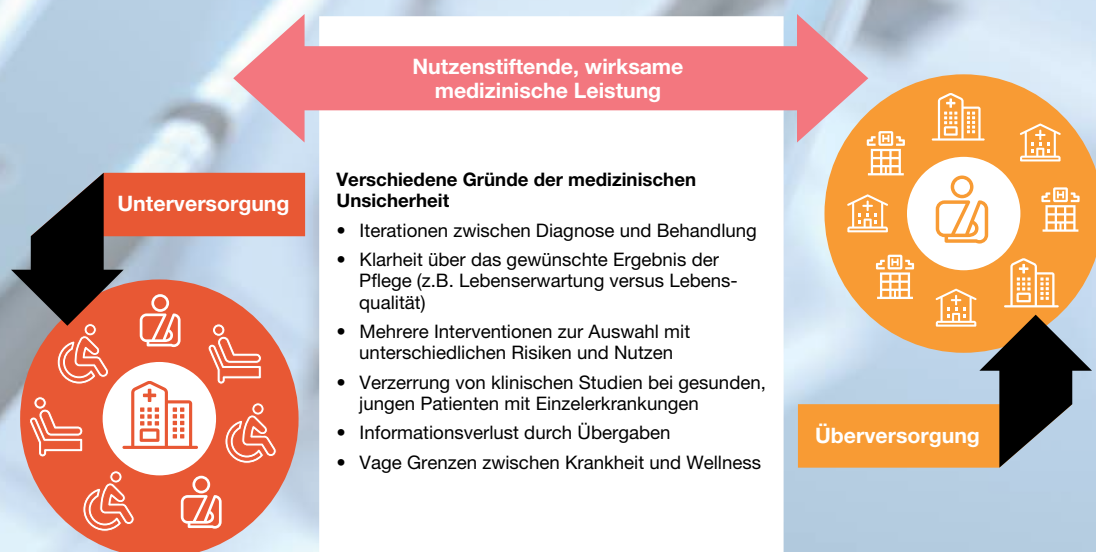 Nutzenstiftende, wirksame
medizinische Leistung
Unterversorgung
Verschiedene Gründe der medizinischen
Unsicherheit
• Iterationen zwischen Diagnose und Behandlung
• Klarheit über das gewünschte Ergebnis der
Pflege (z.B. Lebenserwartung versus Lebens-
qualität)
• Mehrere Interventionen zur Auswahl mit
unterschiedlichen Risiken und Nutzen
• Verzerrung von klinischen Studien bei gesunden,
jungen Patienten mit Einzelerkrankungen
• Informationsverlust durch Übergaben
• Vage Grenzen zwischen Krankheit und Wellness
Überversorgung
H
H
H